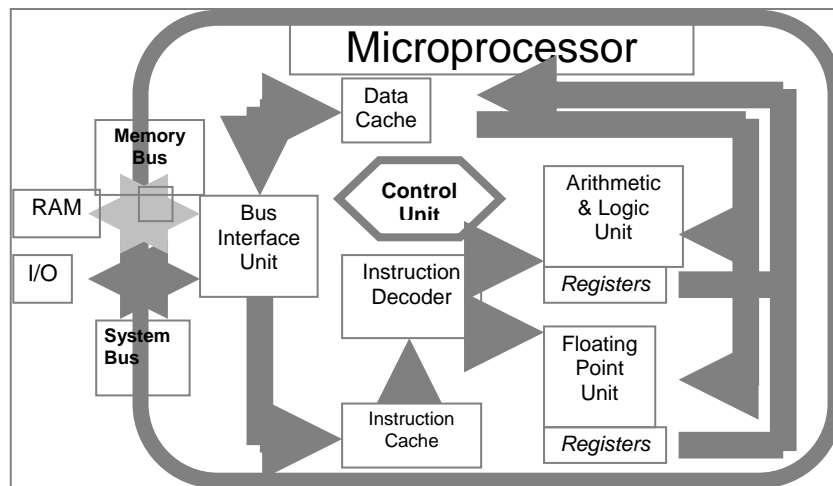 Microprocessor
Data
Cache
Memory
Bus
Control
Unit
Arithmetic
& Logic
Unit
RAM
Bus
Interface
Unit
I/O
Instruction
Decoder
Registers
System
Bus
Floating
Point
Unit
Instruction
Cache
Registers